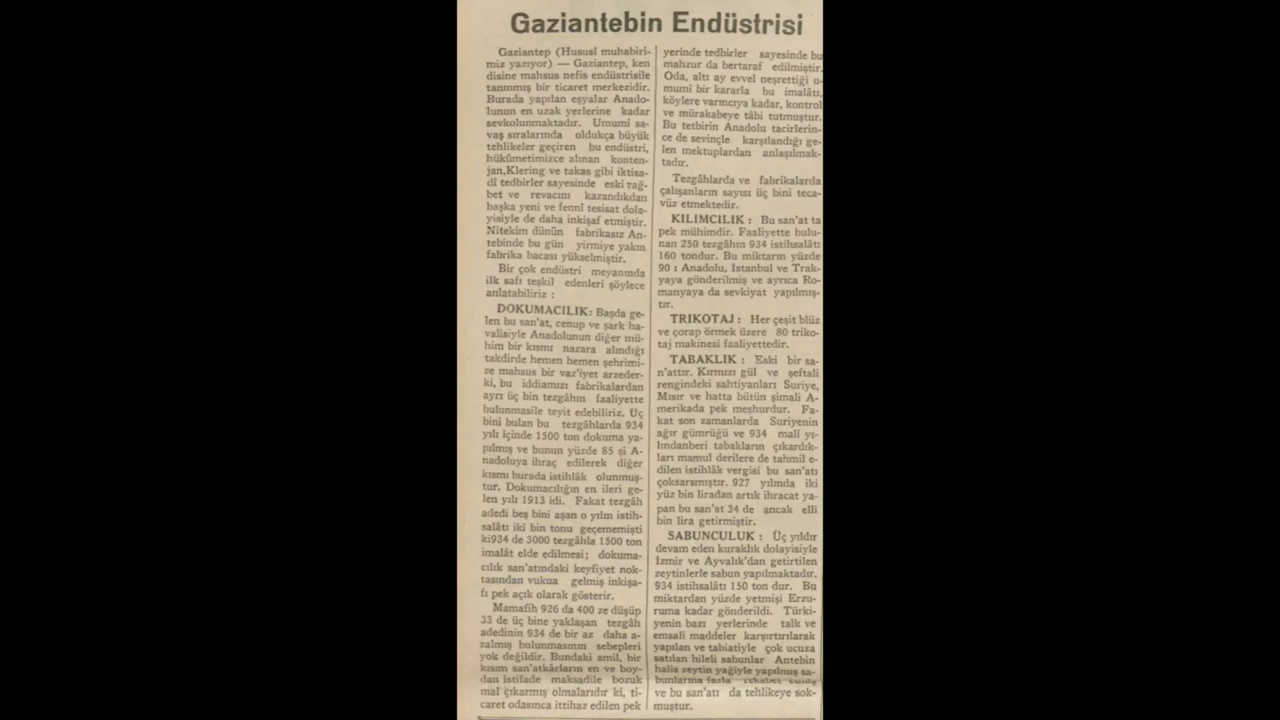 Gaziantebin Endüstrisi
Gaziantep (Hususî muhabiri-
miz yazıyor) — Gaziantep, ken
disine mahsus nefis endüstrisile
tanınmış bir ticaret merkezidir.
Burada yapılan eşyalar Anado-
lunun en uzak yerlerine kadar
sevkolunmaktadır. Umumî sa-
vaş sıralarında oldukça büyük
tehlikeler geçiren bu endüstri,
hükûmetimizce alınan konten-
jan,Klering ve takas gibi iktisa-
dî tedbirler sayesinde eski rağ-
bet ve revacını kazandıkdan
başka yeni ve fennî tesisat dola-
yisiyle de daha inkişaf etmiştir.
Nitekim dünün fabrikasız An-
tebinde bu gün yirmiye yakın
fabrika bacası yükselmiştir.
Bir çok endüstri meyanında
ilk safı teşkil edenleri şöylece
anlatabiliriz :
DOKUMACILIK: Başda ge-
len bu san'at, cenup ve şark ha-
valisiyle Anadolunun diğer mü-
him bir kısmı nazara alındığı
takdirde hemen hemen şehrimi-
ze mahsus bir vaz'iyet arzeder-
ki, bu iddiamızı fabrikalardan
ayrı üç bin tezgâhın faaliyette
bulunmasile teyit edebiliriz. Üç
bini bulan bu tezgâhlarda 934
yılı içinde 1500 ton dokuma ya-
pılmış ve bunun yüzde 85 şi A-
nadoluya ihraç edilerek diğer
kısmı burada istihlâk olunmuş-
tur. Dokumacılığın en ileri ge-
len yılı 1913 idi. Fakat tezgâh
adedi beş bini aşan o yılın istih-
salâtı iki bin tonu geçememişti
ki934 de 3000 tezgâhla 1500 ton
imalât elde edilmesi; dokuma-
cılık san'atındaki keyfiyet nok-
tasından vukua gelmiş inkişa-
fı pek açık olarak gösterir.
Mamafih 926 da 400 ze düşüp
33 de üç bine yaklaşan tezgâh
adedinin 934 de bir az daha a-
zalmış bulunmasının sebepleri
yok değildir. Bundaki amil, bir
kısım san'atkârların en ve boy-
dan istifade maksadile bozuk
mal çıkarmış olmalarıdır ki, ti-
caret odasınca ittihaz edilen pek
yerinde tedbirler sayesinde bu
mahzur da bertaraf edilmiştir.
Oda, altı ay evvel neşrettiği u-
mumî bir kararla bu imalâtı,
köylere varıncıya kadar, kontrol
ve mürakabeye tâbi tutmuştur.
Bu tetbirin Anadolu tacirlerin-
ce de sevinçle karşılandığı ge-
len mektuplardan anlaşılmak-
tadır.
Tezgâhlarda ve fabrikalarda
çalışanların sayısı üç bini teca-
vüz etmektedir.
KILIMCILIK : Bu san'at ta
pek mühimdir. Faaliyette bulu-
nan 250 tezgâhın 934 istihsalâtı
160 tondur. Bu miktarın yüzde
90 ı Anadolu, Istanbul ve Trak-
yaya gönderilmiş ve ayrıca Ro-
manyaya da sevkiyat yapılmış-
tır.
TRIKOTAJ : Her çeşit blüz
ve çorap örmek üzere 80 triko-
taj makinesi faaliyettedir.
TABAKLIK : Eski bir sa-
n'attır. Kırmızı gül ve şeftali
rengindeki sahtiyanları Suriye,
Mısır ve hatta bütün şimali A-
merikada pek meşhurdur. Fa-
kat son zamanlarda Suriyenin
ağır gümrüğü ve 934 malî yı-
lındanberi tabakların çıkardık-
ları mamul derilere de tahmil e-
dilen istihlâk vergisi bu san'atı
çoksarsmıştır. 927 yılında iki
yüz bin liradan artık ihracat ya-
pan bu san'at 34 de ancak elli
bin lira getirmiştir.
SABUNCULUK : Üç yıldır
devam eden kuraklık dolayisiyle
İzmir ve Ayvalık'dan getirtilen
zeytinlerle sabun yapılmaktadır.
934 istihsalâtı 150 ton dur. Bu
miktardan yüzde yetmişi Erzu-
ruma kadar gönderildi. Türki-
yenin bazı yerlerinde talk ve
emsali maddeler karşırtırılarak
yapılan ve tabiatiyle çok ucuza
satılan hileli sabunlar Antebin
halis zeytin yağiyle yapılmış sa-
bunlarına fazla rekabet etmiş
ve bu san'atı da tehlikeye sok-
muştur.